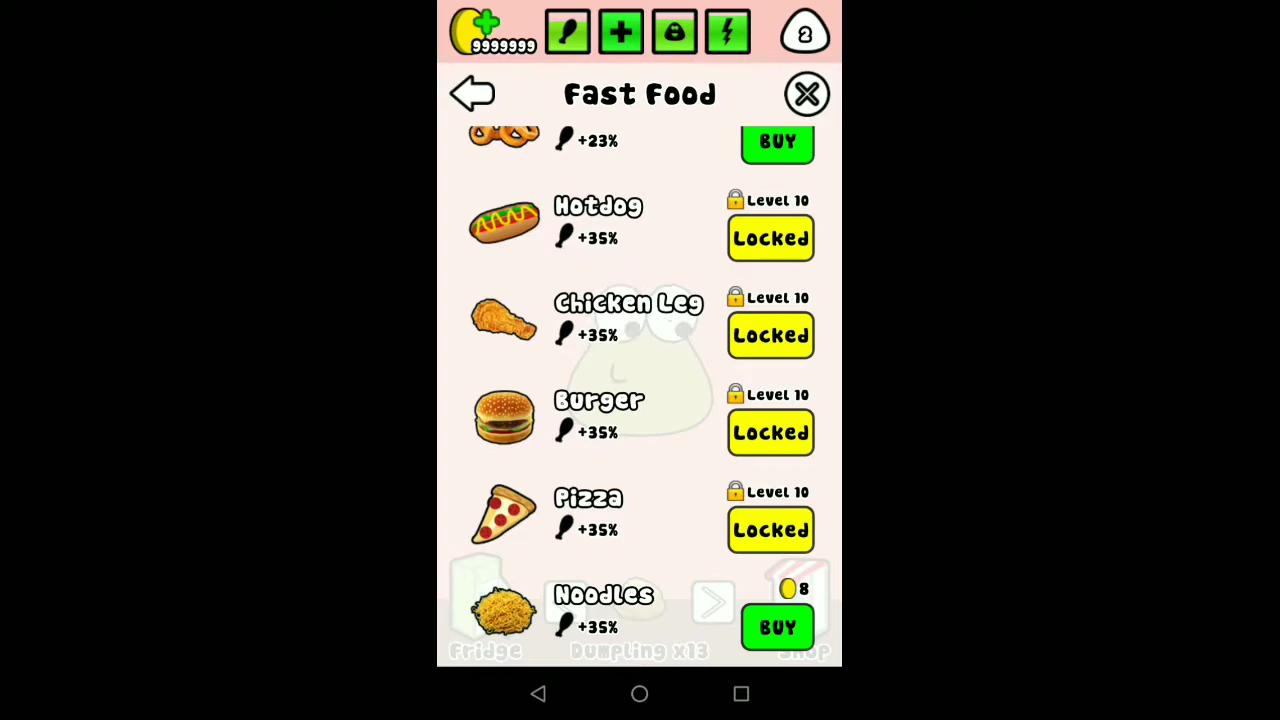 9999999
2
Fast Food
+23%
BUY
Hotdog
Level 10
+35%
Locked
Chicken Leg
Level 10
+35%
Locked
Burger
Level 10
+35%
Locked
Pizza
Level 10
+35%
Locked
Noodles
8
+35%
BUY
Fridge
Dumpling x13
Shop